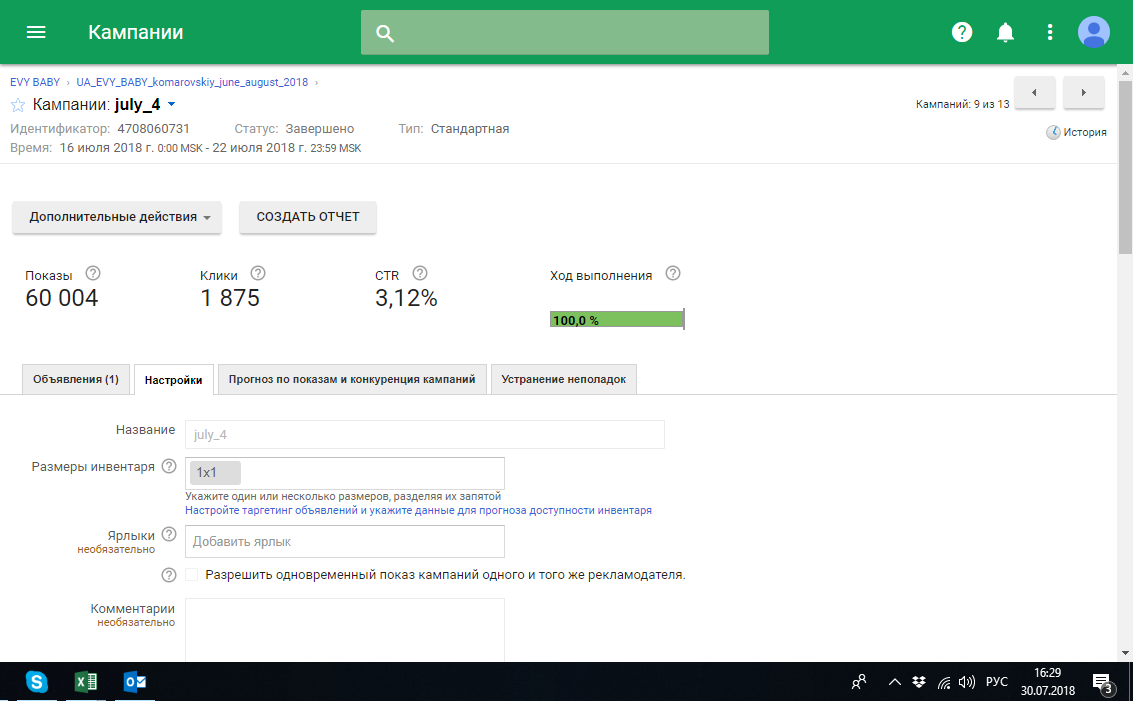 Кампании
EVY BABY › UA_EVY_BABY_komarovskiy_june_august_2018 ›
Кампании: july_4
Кампаний: 9 из 13
Идентификатор: 4708060731 Статус: Завершено Тип: Стандартная
История
Время: 16 июля 2018 г. 0:00 MSK - 22 июля 2018 г. 23:59 MSK
Дополнительные действия СОЗДАТЬ ОТЧЕТ
Показы ? Клики ? CTR ? Ход выполнения ?
60 004 1 875 3,12%
100,0 %
Объявления (1) Настройки Прогноз по показам и конкуренция кампаний Устранение неполадок
Название july_4
Размеры инвентаря ? 1x1
Укажите один или несколько размеров, разделяя их запятой
Настройте таргетинг объявлений и укажите данные для прогноза доступности инвентаря
Ярлыки ? Добавить ярлык
необязательно
? Разрешить одновременный показ кампаний одного и того же рекламодателя.
Комментарии
необязательно
РУС 16:29
30.07.2018
3